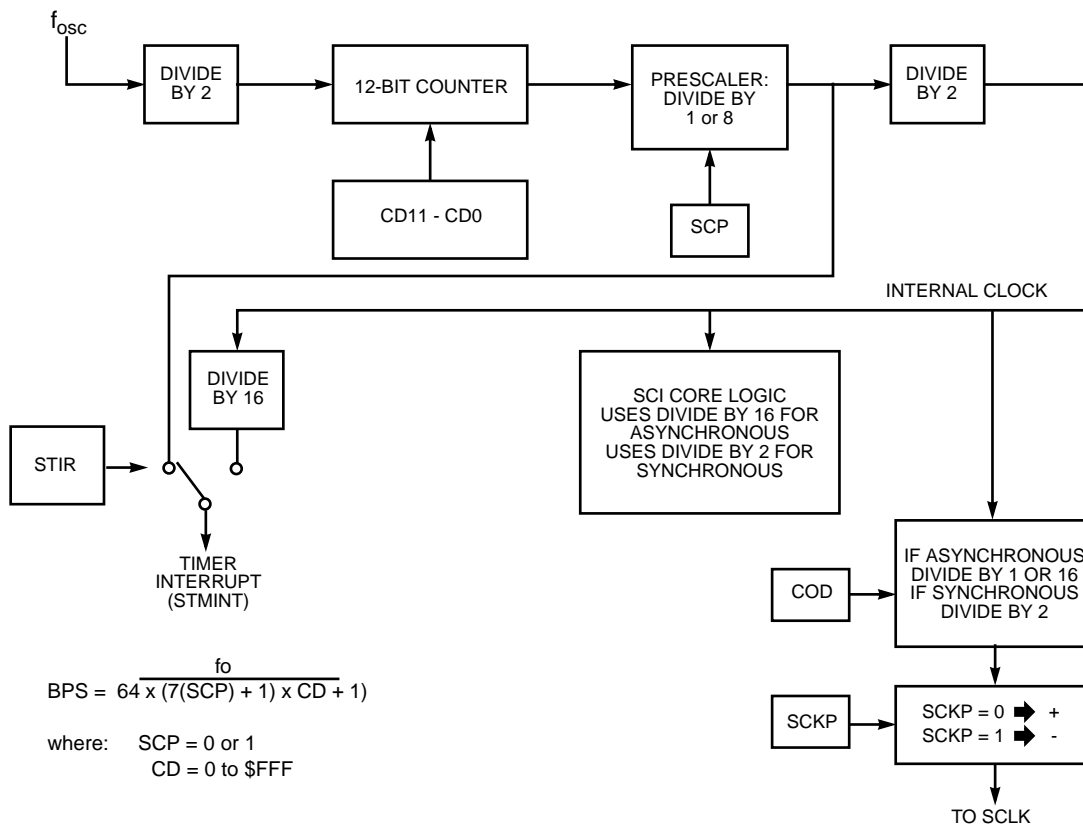 fosc
DIVIDE
BY 2
12-BIT COUNTER
PRESCALER:
DIVIDE BY
1 or 8
DIVIDE
BY 2
CD11 - CD0
SCP
INTERNAL CLOCK
DIVIDE
BY 16
SCI CORE LOGIC
USES DIVIDE BY 16 FOR
ASYNCHRONOUS
USES DIVIDE BY 2 FOR
SYNCHRONOUS
STIR
TIMER
INTERRUPT
(STMINT)
COD
IF ASYNCHRONOUS
DIVIDE BY 1 OR 16
IF SYNCHRONOUS
DIVIDE BY 2
fo
BPS = 64 x (7(SCP) + 1) x CD + 1)
where: SCP = 0 or 1
CD = 0 to $FFF
SCKP
SCKP = 0 ➡ +
SCKP = 1 ➡ -
TO SCLK